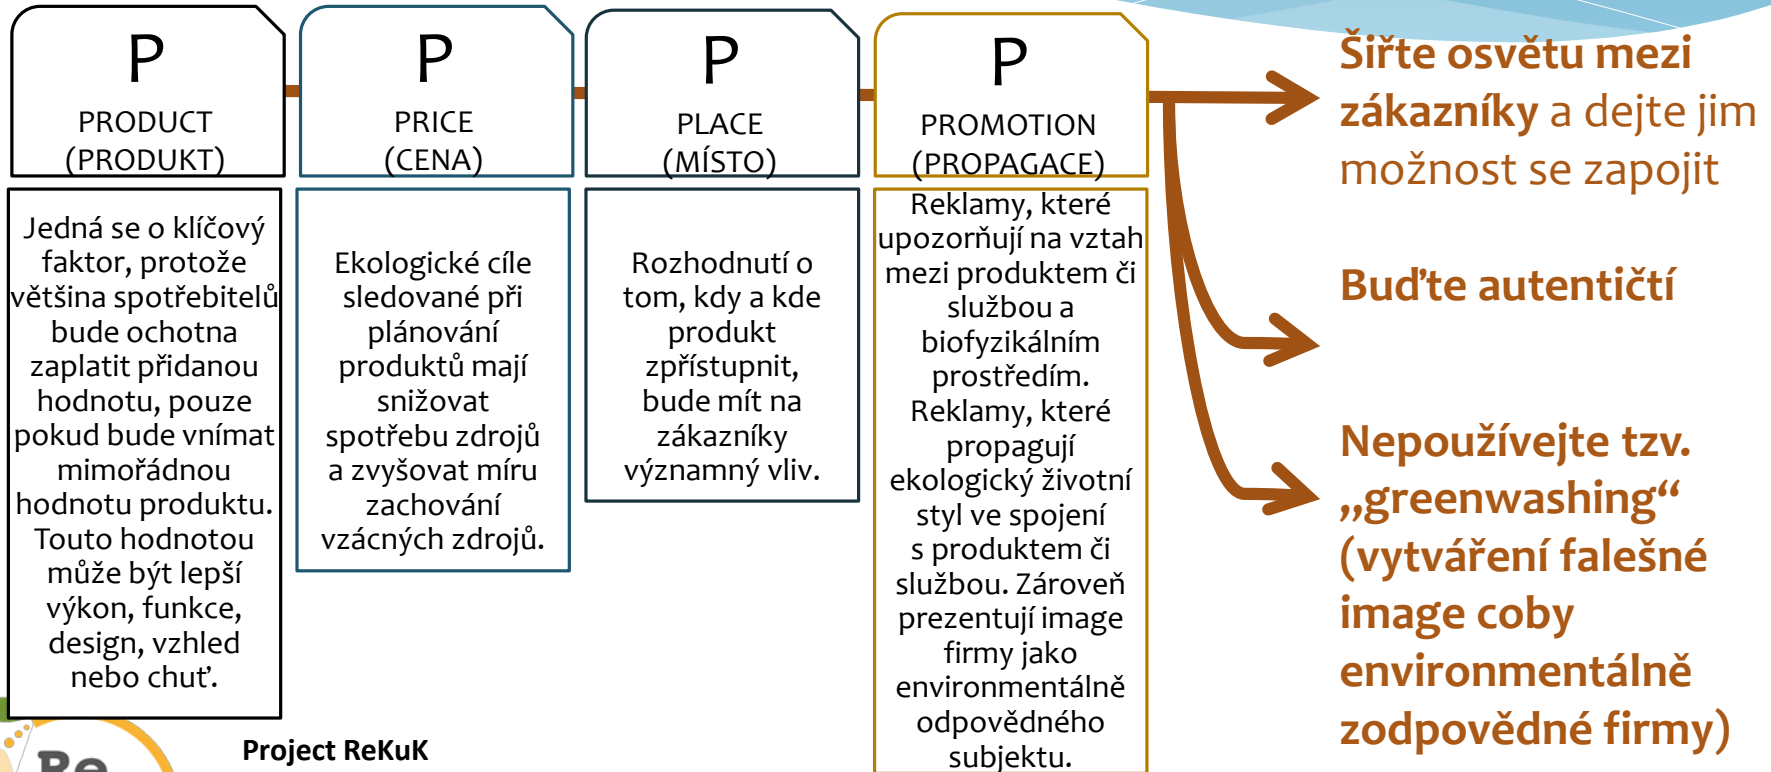 P
PRODUCT
(PRODUKT)
Jedná se o klíčový
faktor, protože
většina spotřebitelů
bude ochotna
zaplatit přidanou
hodnotu, pouze
pokud bude vnímat
mimořádnou
hodnotu produktu.
Touto hodnotou
může být lepší
výkon, funkce,
design, vzhled
nebo chuť.
P
PRICE
(CENA)
Ekologické cíle
sledované při
plánování
produktů mají
snižovat
spotřebu zdrojů
a zvyšovat míru
zachování
vzácných zdrojů.
P
PLACE
(MÍSTO)
Rozhodnutí o
tom, kdy a kde
produkt
zpřístupnit,
bude mít na
zákazníky
významný vliv.
P
PROMOTION
(PROPAGACE)
Reklamy, které
upozorňují na vztah
mezi produktem či
službou a
biofyzikálním
prostředím.
Reklamy, které
propagují
ekologický životní
styl ve spojení
s produktem či
službou. Zároveň
prezentují image
firmy jako
environmentálně
odpovědného
subjektu.
Šiřte osvětu mezi
zákazníky a dejte jim
možnost se zapojit
Buďte autentičtí
Nepoužívejte tzv.
„greenwashing“
(vytváření falešné
image coby
environmentálně
zodpovědné firmy)
Re
Project ReKuK